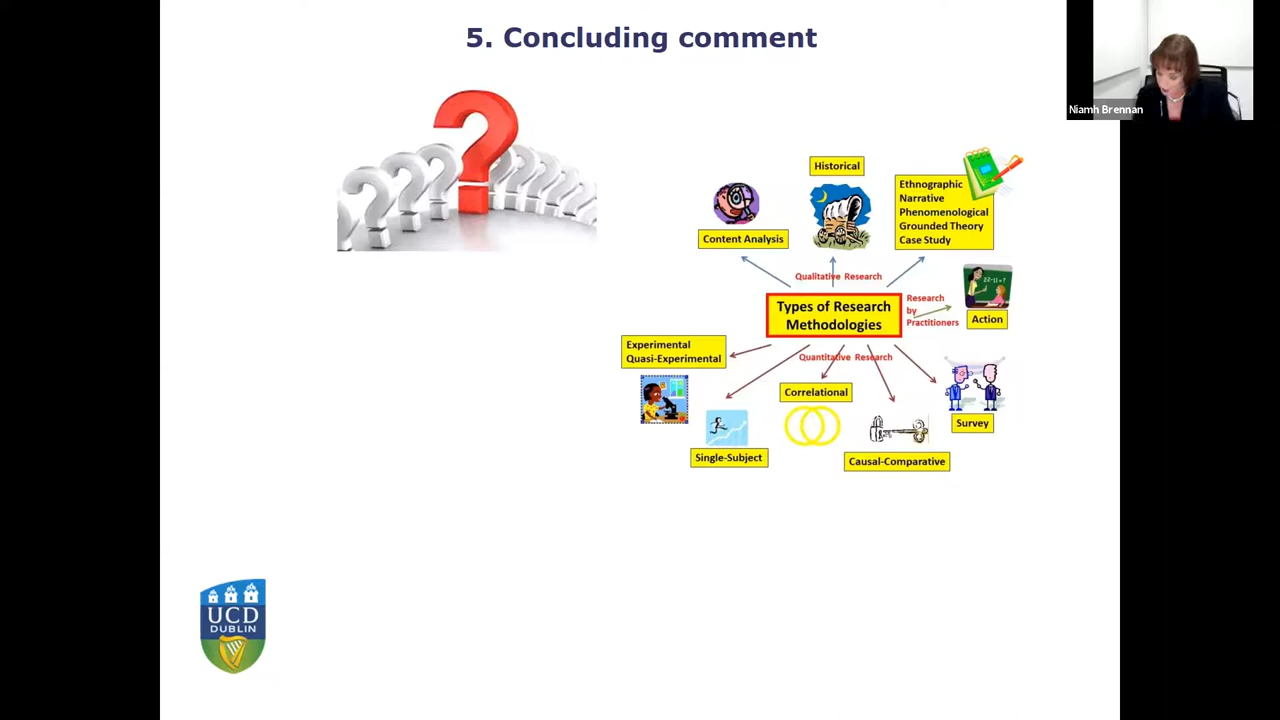 5. Concluding comment
Niamh Brennan
Historical
Ethnographic
Narrative
Phenomenological
Grounded Theory
Case Study
Content Analysis
Qualitative Research
Types of Research
Methodologies
Research
by
Practitioners
Action
Experimental
Quasi-Experimental
Quantitative Research
Correlational
Survey
Single-Subject
Causal-Comparative
UCD
DUBLIN